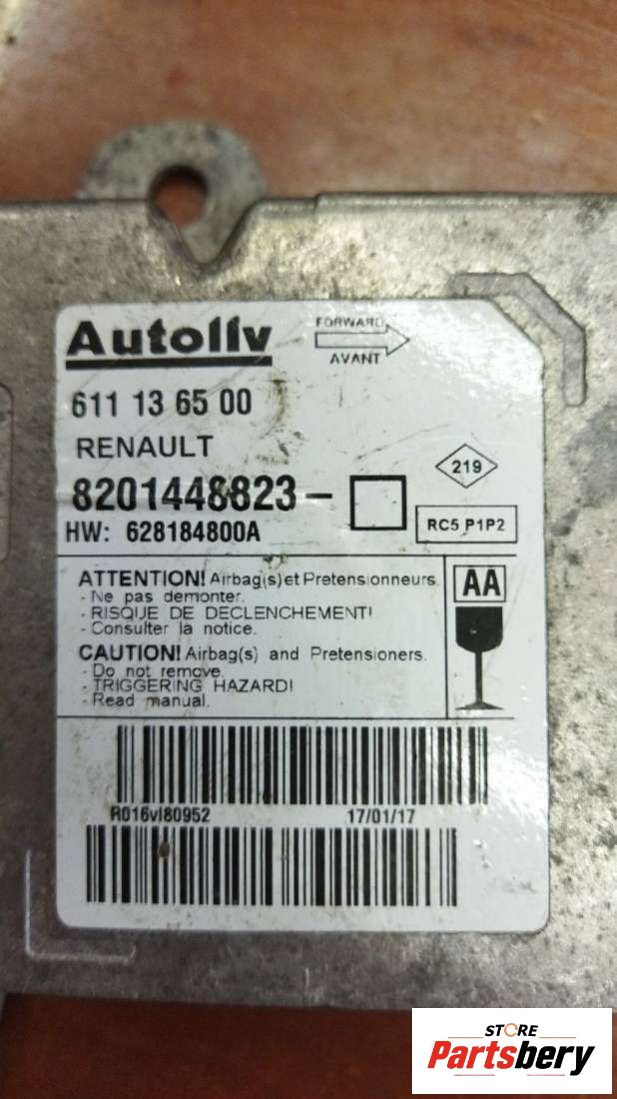 Autoliv
FORWARD
AVANT
611 13 65 00
RENAULT
219
8201448823-
RC5 P1P2
HW: 628184800A
ATTENTION! Airbag(s)et Pretensionneurs.
- Ne pas demonter.
- RISQUE DE DECLENCHEMENT!
- Consulter la notice.
AA
CAUTION! Airbag(s) and Pretensioners.
- Do not remove.
- TRIGGERING HAZARD!
- Read manual.
R016vl80952 17/01/17
STORE
Partsbery